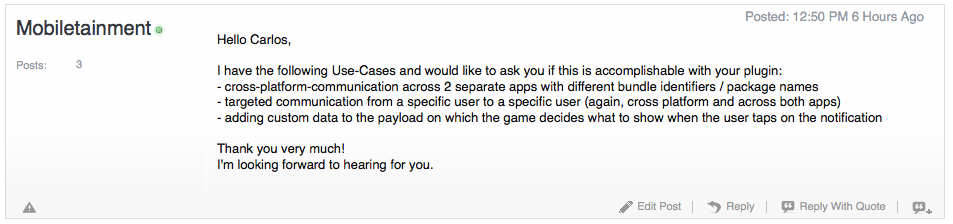 Posted: 12:50 PM 6 Hours Ago
Mobiletainment
Posts: 3
Hello Carlos,
I have the following Use-Cases and would like to ask you if this is accomplishable with your plugin:
- cross-platform-communication across 2 separate apps with different bundle identifiers / package names
- targeted communication from a specific user to a specific user (again, cross platform and across both apps)
- adding custom data to the payload on which the game decides what to show when the user taps on the notification
Thank you very much!
I'm looking forward to hearing for you.
Edit Post | Reply | Reply With Quote |